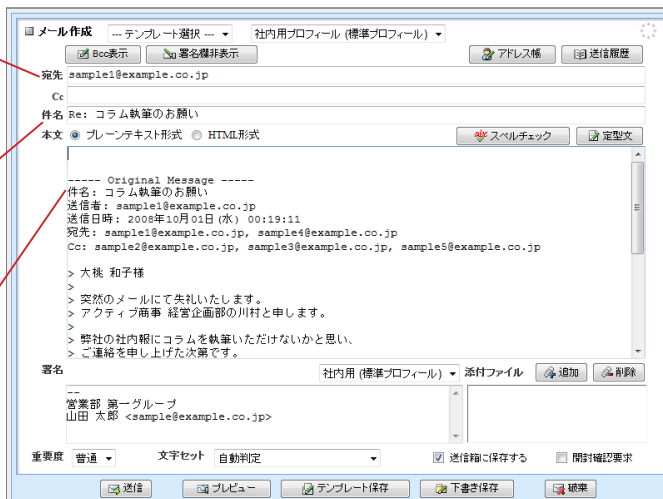 メール作成 --- テンプレート選択 --- 社内用プロフィール (標準プロフィール)
Bcc表示 署名欄非表示 アドレス帳 送信履歴
宛先 sample1@example.co.jp
Cc
件名 Re: コラム執筆のお願い
本文 プレーンテキスト形式 HTML形式 abc スペルチェック 定型文
----- Original Message -----
件名: コラム執筆のお願い
送信者: sample1@example.co.jp
送信日時: 2008年10月01日(水) 00:19:11
宛先: sample1@example.co.jp, sample4@example.co.jp
Cc: sample2@example.co.jp, sample3@example.co.jp, sample5@example.co.jp
> 大桃 和子様
>
> 突然のメールにて失礼いたします。
> アクティブ商事 経営企画部の川村と申します。
>
> 弊社の社内報にコラムを執筆いただけないかと思い、
> ご連絡を申し上げた次第です。
署名 社内用 (標準プロフィール) 添付ファイル 追加 削除
--
営業部 第一グループ
山田 太郎 <sample@example.co.jp>
重要度 普通 文字セット 自動判定 送信箱に保存する 開封確認要求
送信 プレビュー テンプレート保存 下書き保存 破棄